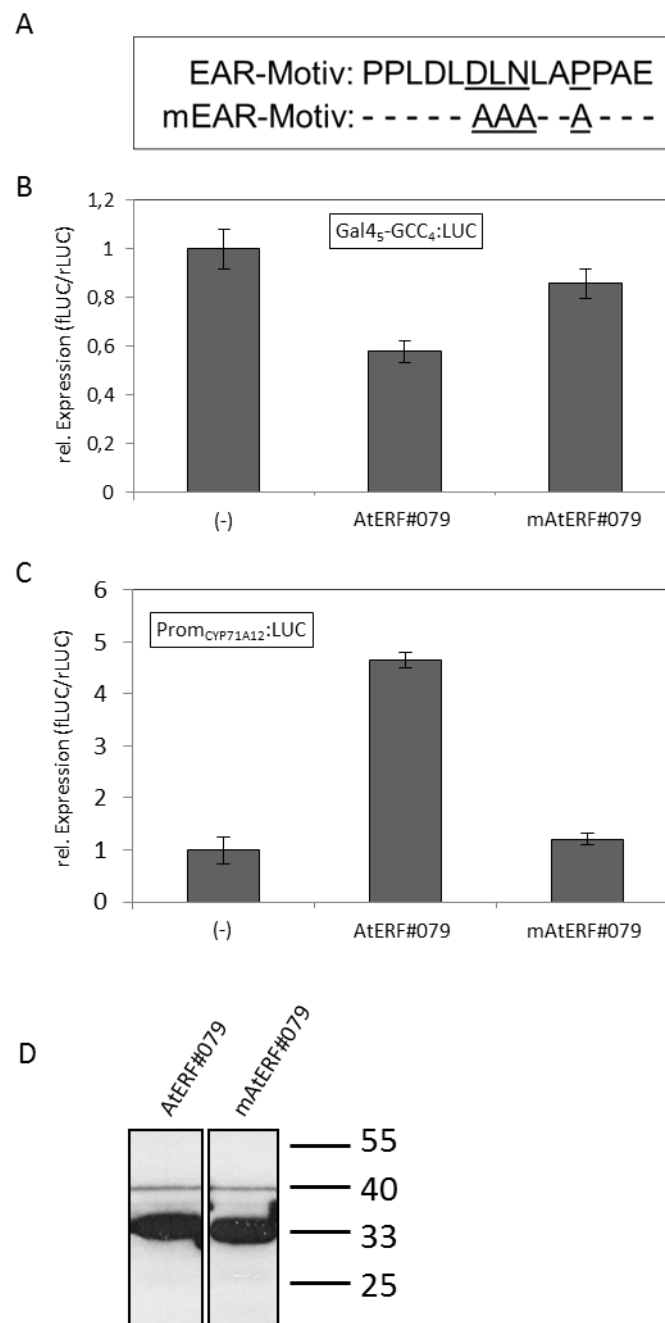 A
EAR-Motiv: PPLDLDLNLAPPAE
mEAR-Motiv: - - - - - AAA - - A - - -
B
rel. Expression (fLUC/rLUC)
1,2
1
0,8
0,6
0,4
0,2
0
Gal4₅-GCC₄:LUC
(-) AtERF#079 mAtERF#079
C
rel. Expression (fLUC/rLUC)
6
5
4
3
2
1
0
Prom_CYP71A12:LUC
(-) AtERF#079 mAtERF#079
D
AtERF#079
mAtERF#079
55
40
33
25